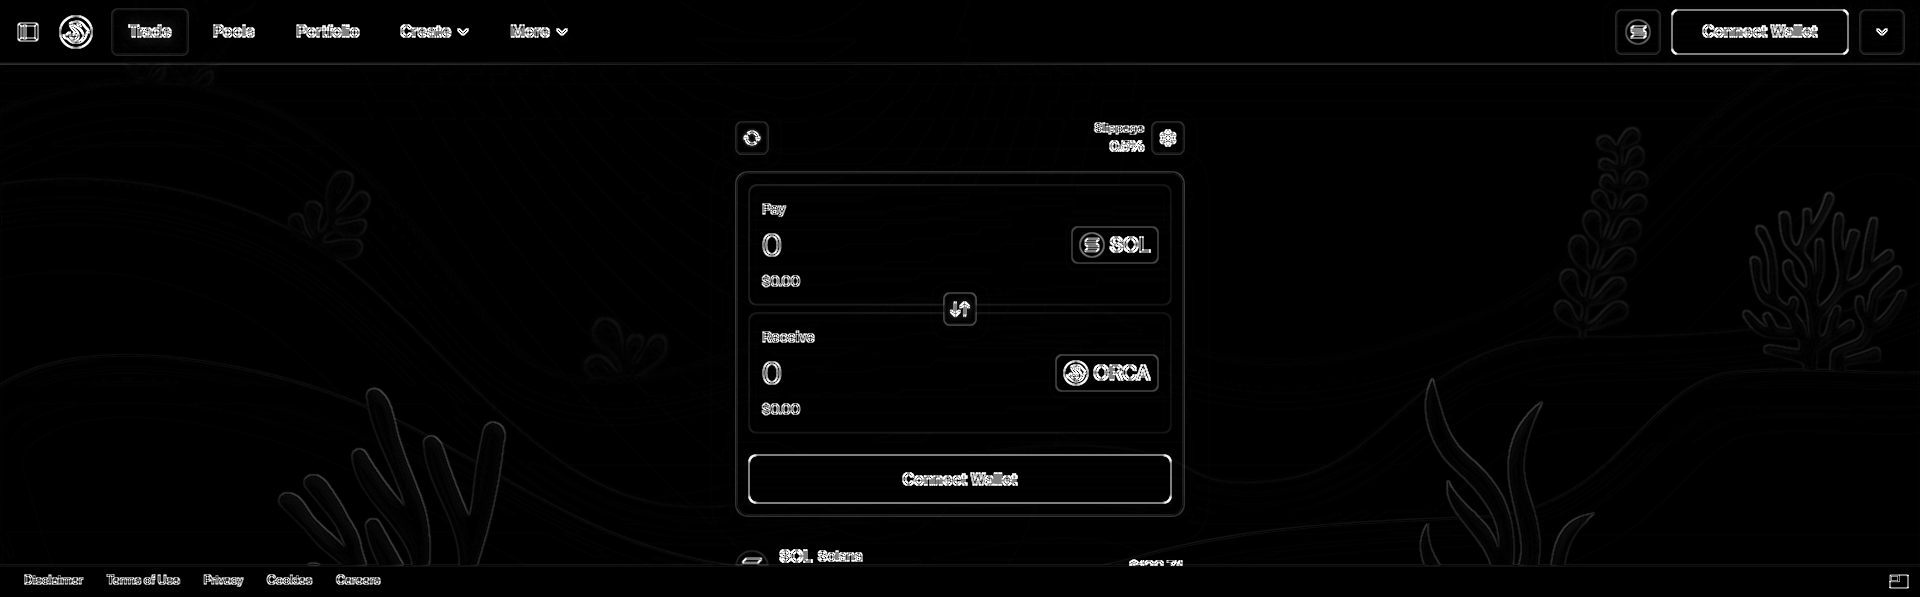 Trade Pools Portfolio Create More Connect Wallet
Slippage
0.5%
Pay
0 SOL
$0.00
Receive
0 ORCA
$0.00
Connect Wallet
SOL Solana
Disclaimer Terms of Use Privacy Cookies Careers